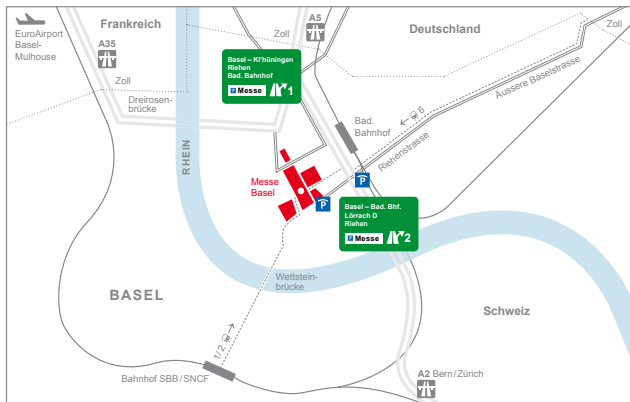 Frankreich
A5
Deutschland
EuroAirport
Basel-
Mulhouse
A35
Zoll
Zoll
Zoll
Basel – Kl'hüningen
Riehen
Bad. Bahnhof
P Messe 1
Dreirosen-
brücke
Äussere Baselstrasse
6
Bad.
Bahnhof
Riehenstrasse
RHEIN
Messe
Basel
P
P
Basel – Bad. Bhf.
Lörrach D
Riehen
P Messe 2
Wettstein-
brücke
BASEL
Schweiz
1/2
Bahnhof SBB/SNCF
A2 Bern/Zürich